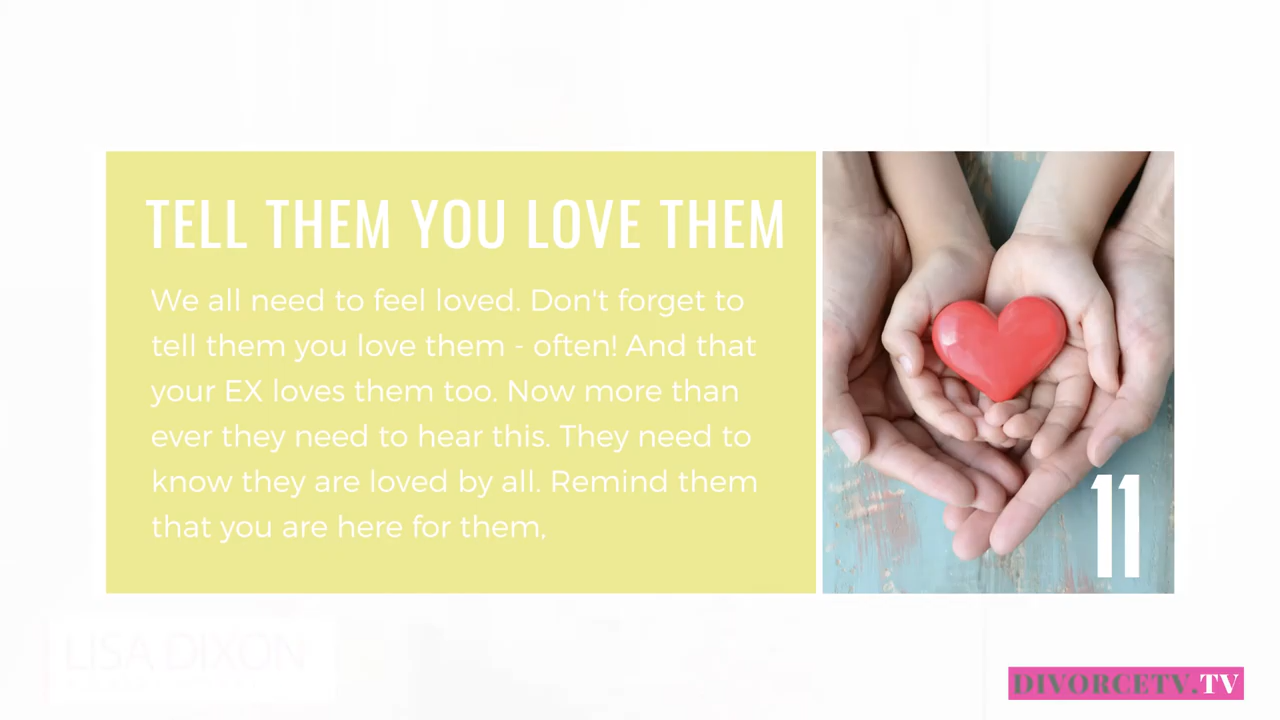 TELL THEM YOU LOVE THEM
We all need to feel loved. Don't forget to
tell them you love them - often! And that
your EX loves them too. Now more than
ever they need to hear this. They need to
know they are loved by all. Remind them
that you are here for them,
11
LISA DIXON
DIVORCETV.TV